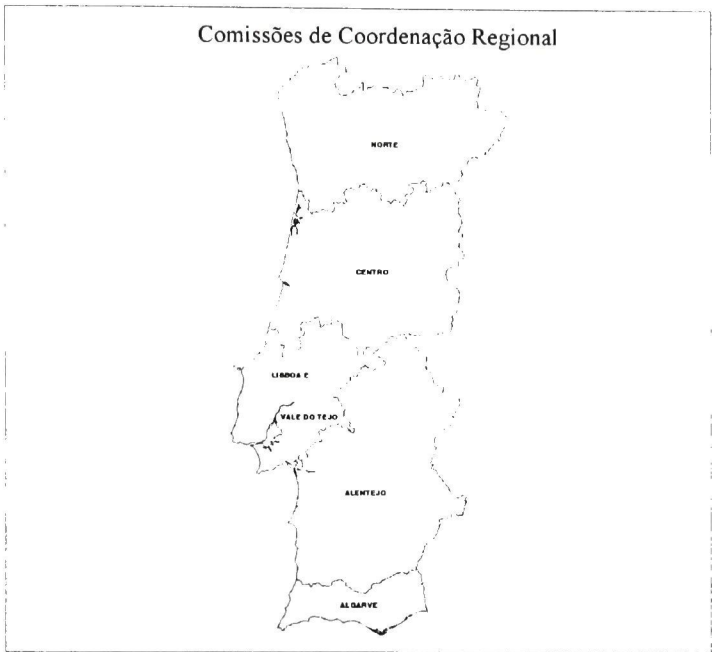 Comissões de Coordenação Regional
NORTE
CENTRO
LISBOA E
VALE DO TEJO
ALENTEJO
ALGARVE